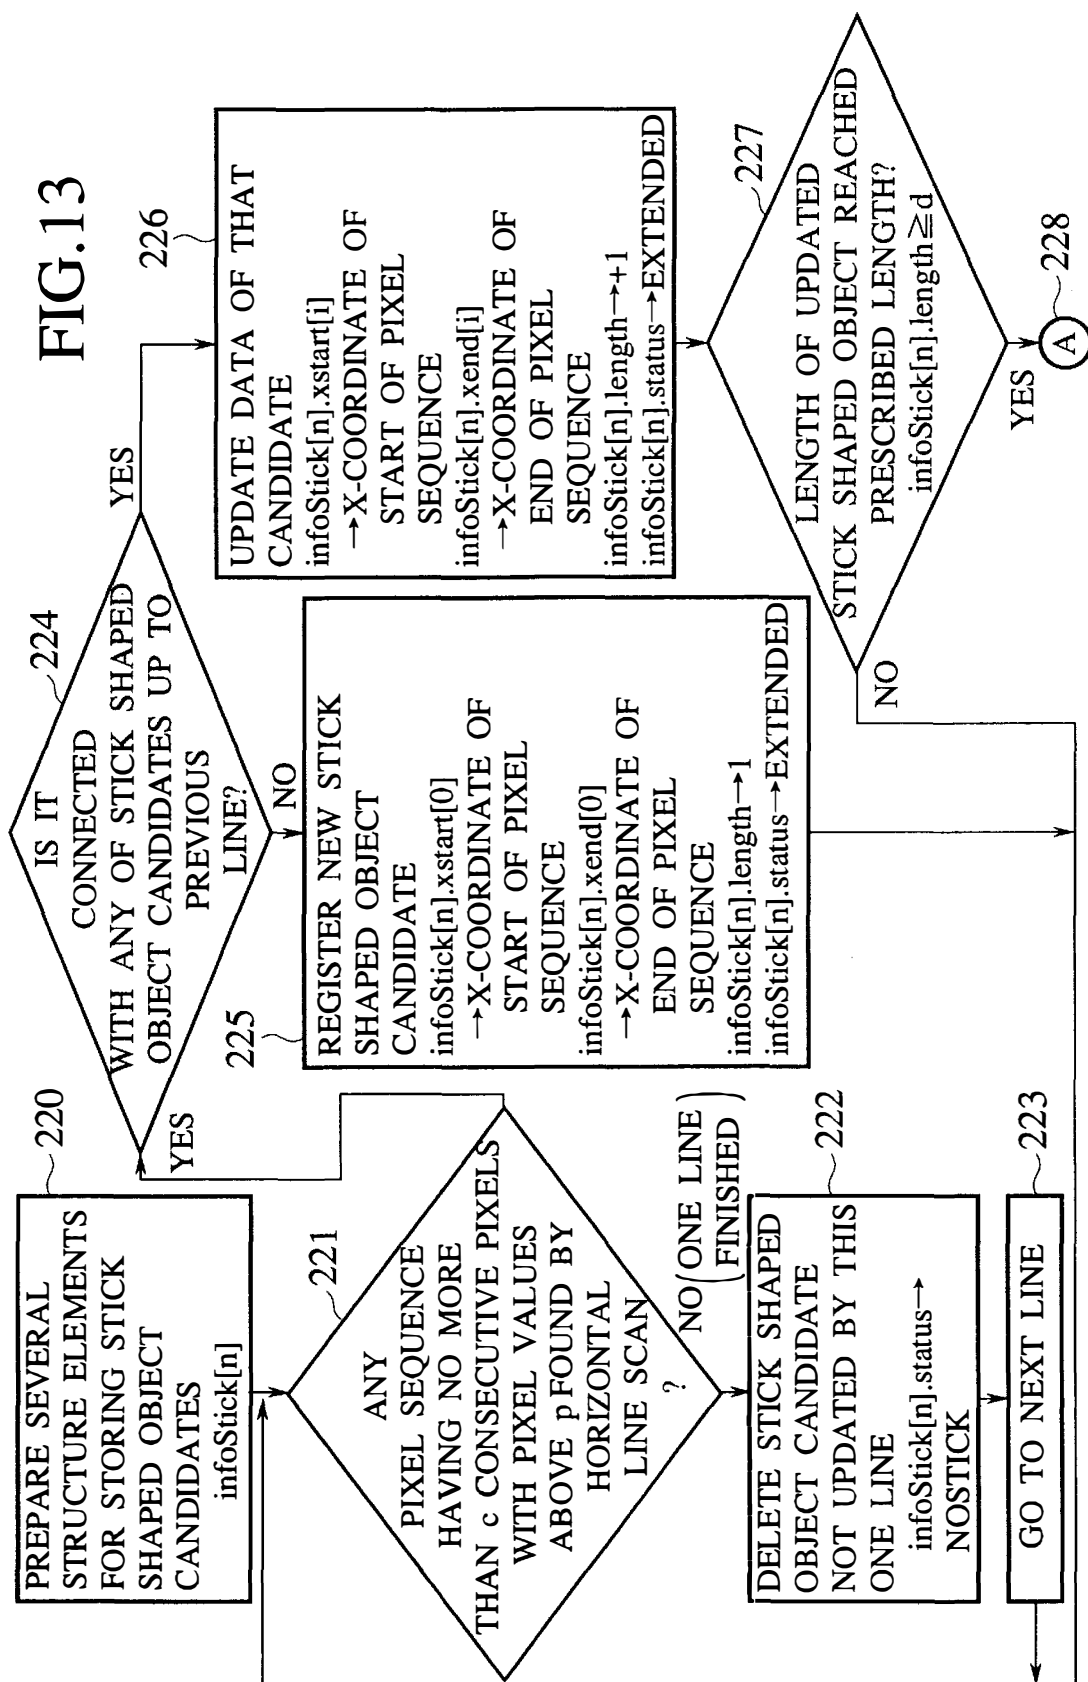 FIG.13
220
PREPARE SEVERAL
STRUCTURE ELEMENTS
FOR STORING STICK
SHAPED OBJECT
CANDIDATES
infoStick[n]
221
ANY
PIXEL SEQUENCE
HAVING NO MORE
THAN c CONSECUTIVE PIXELS
WITH PIXEL VALUES
ABOVE p FOUND BY
HORIZONTAL
LINE SCAN
?
YES
NO (ONE LINE
FINISHED)
222
DELETE STICK SHAPED
OBJECT CANDIDATE
NOT UPDATED BY THIS
ONE LINE
infoStick[n].status→
NOSTICK
223
GO TO NEXT LINE
224
IS IT
CONNECTED
WITH ANY OF STICK SHAPED
OBJECT CANDIDATES UP TO
PREVIOUS
LINE?
YES
NO
225
REGISTER NEW STICK
SHAPED OBJECT
CANDIDATE
infoStick[n].xstart[0]
→X-COORDINATE OF
START OF PIXEL
SEQUENCE
infoStick[n].xend[0]
→X-COORDINATE OF
END OF PIXEL
SEQUENCE
infoStick[n].length→1
infoStick[n].status→EXTENDED
226
UPDATE DATA OF THAT
CANDIDATE
infoStick[n].xstart[i]
→X-COORDINATE OF
START OF PIXEL
SEQUENCE
infoStick[n].xend[i]
→X-COORDINATE OF
END OF PIXEL
SEQUENCE
infoStick[n].length→+1
infoStick[n].status→EXTENDED
227
LENGTH OF UPDATED
STICK SHAPED OBJECT REACHED
PRESCRIBED LENGTH?
infoStick[n].length≧d
NO
YES
A
228